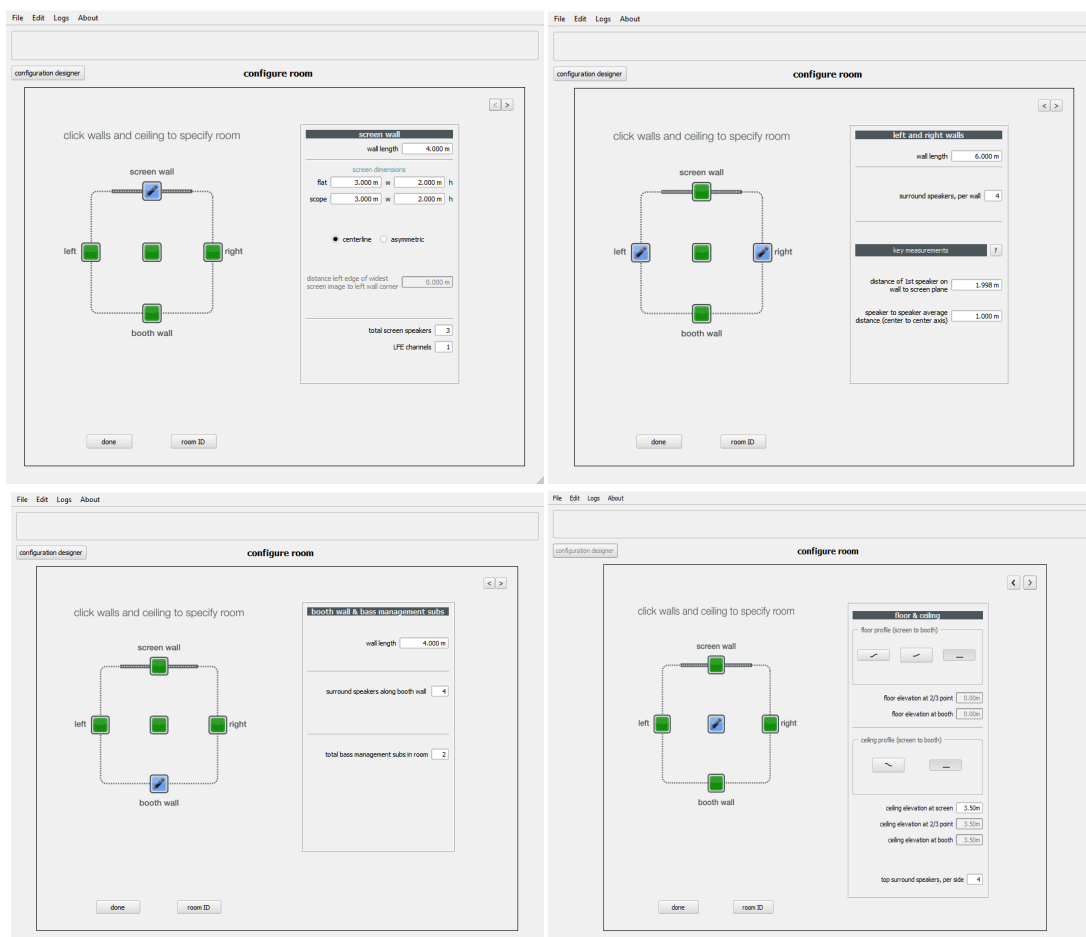 File Edit Logs About
configuration designer
configure room
< >
click walls and ceiling to specify room
screen wall
left
right
booth wall
done
room ID
screen wall
wall length 4.000 m
screen dimensions
flat 3.000 m w 2.000 m h
scope 3.000 m w 2.000 m h
centerline asymmetric
distance left edge of widest
screen image to left wall corner 0.000 m
total screen speakers 3
LFE channels 1
File Edit Logs About
configuration designer
configure room
< >
click walls and ceiling to specify room
screen wall
left
right
booth wall
done
room ID
left and right walls
wall length 6.000 m
surround speakers, per wall 4
key measurements ?
distance of 1st speaker on
wall to screen plane 1.998 m
speaker to speaker average
distance (center to center axis) 1.000 m
File Edit Logs About
configuration designer
configure room
< >
click walls and ceiling to specify room
screen wall
left
right
booth wall
done
room ID
booth wall & bass management subs
wall length 4.000 m
surround speakers along booth wall 4
total bass management subs in room 2
File Edit Logs About
configuration designer
configure room
< >
click walls and ceiling to specify room
screen wall
left
right
booth wall
done
room ID
floor & ceiling
floor profile (screen to booth)
floor elevation at 2/3 point 0.00m
floor elevation at booth 0.00m
ceiling profile (screen to booth)
ceiling elevation at screen 3.50m
ceiling elevation at 2/3 point 3.50m
ceiling elevation at booth 3.50m
top surround speakers, per side 4